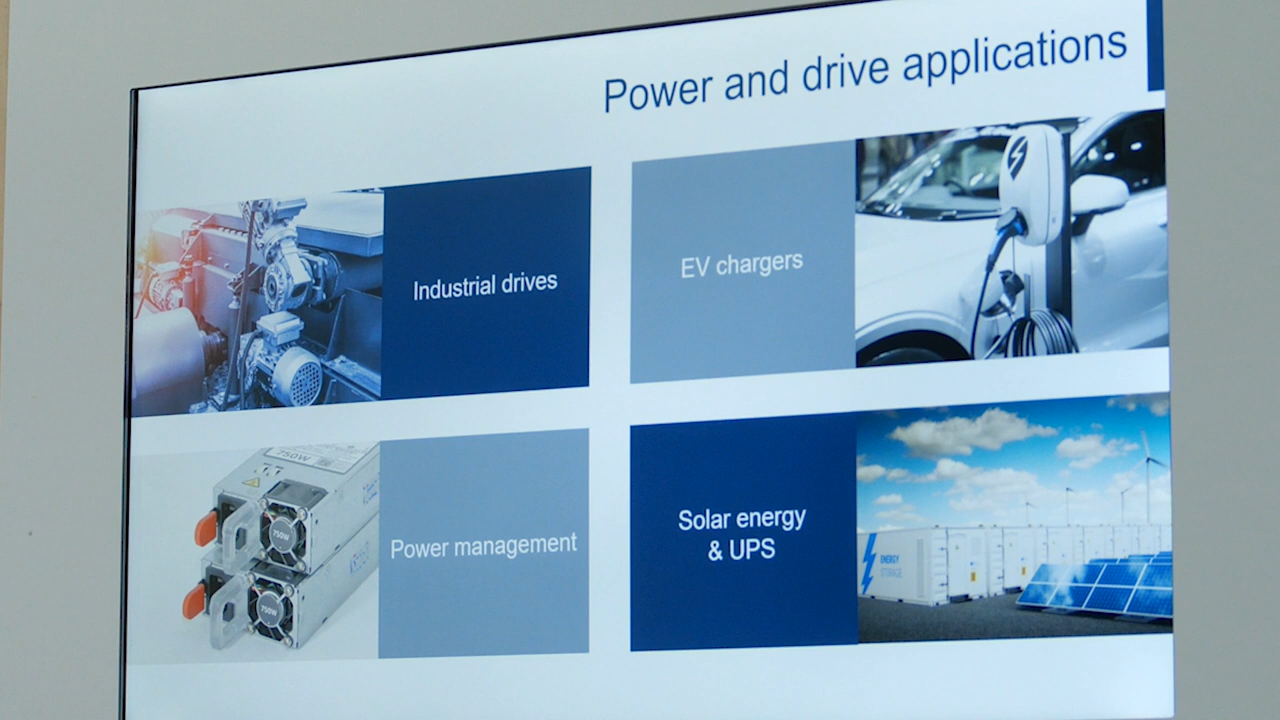 Power and drive applications
Industrial drives
EV chargers
750W
750W
750W
Power management
Solar energy
& UPS
ENERGY
STORAGE